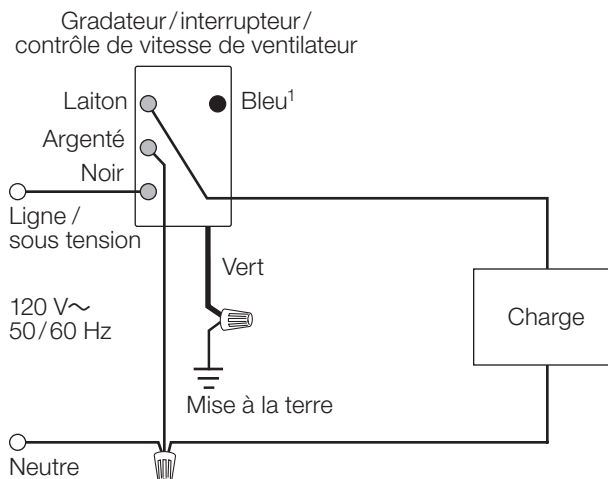 Gradateur/interrupteur/
contrôle de vitesse de ventilateur
Laiton
Bleu¹
Argenté
Noir
Ligne /
sous tension
Vert
120 V~
50/60 Hz
Charge
Mise à la terre
Neutre